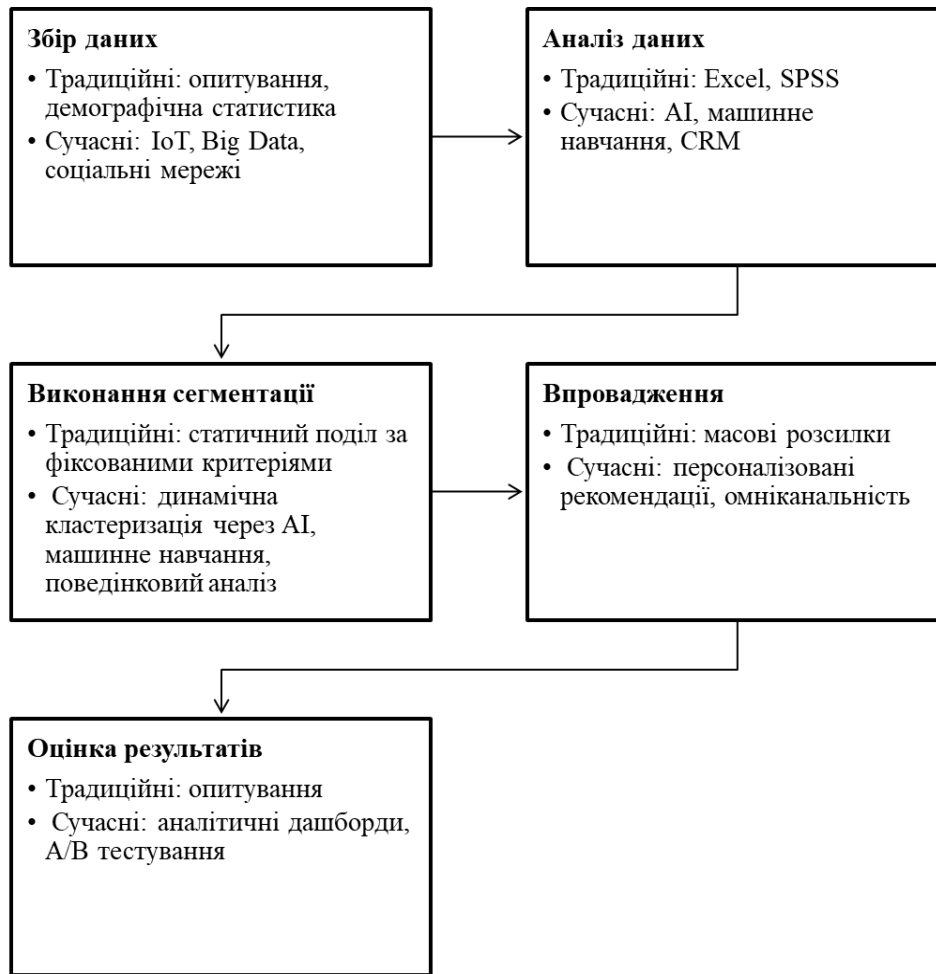 Збір даних
• Традиційні: опитування,
демографічна статистика
• Сучасні: IoT, Big Data,
соціальні мережі
Аналіз даних
• Традиційні: Excel, SPSS
• Сучасні: AI, машинне
навчання, CRM
Виконання сегментації
• Традиційні: статичний поділ за
фіксованими критеріями
• Сучасні: динамічна
кластеризація через AI,
машинне навчання,
поведінковий аналіз
Впровадження
• Традиційні: масові розсилки
• Сучасні: персоналізовані
рекомендації, омніканальність
Оцінка результатів
• Традиційні: опитування
• Сучасні: аналітичні дашборди,
A/B тестування